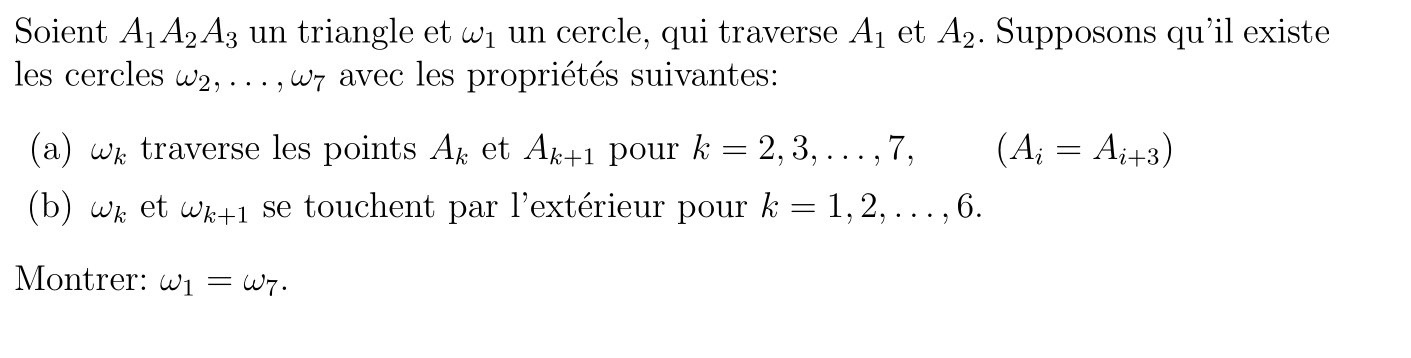 Soient $A_1A_2A_3$ un triangle et $\omega_1$ un cercle, qui traverse $A_1$ et $A_2$. Supposons qu'il existe
les cercles $\omega_2, \ldots, \omega_7$ avec les propriétés suivantes:
(a) $\omega_k$ traverse les points $A_k$ et $A_{k+1}$ pour $k = 2, 3, \ldots, 7$, $(A_i = A_{i+3})$
(b) $\omega_k$ et $\omega_{k+1}$ se touchent par l'extérieur pour $k = 1, 2, \ldots, 6$.
Montrer: $\omega_1 = \omega_7$.